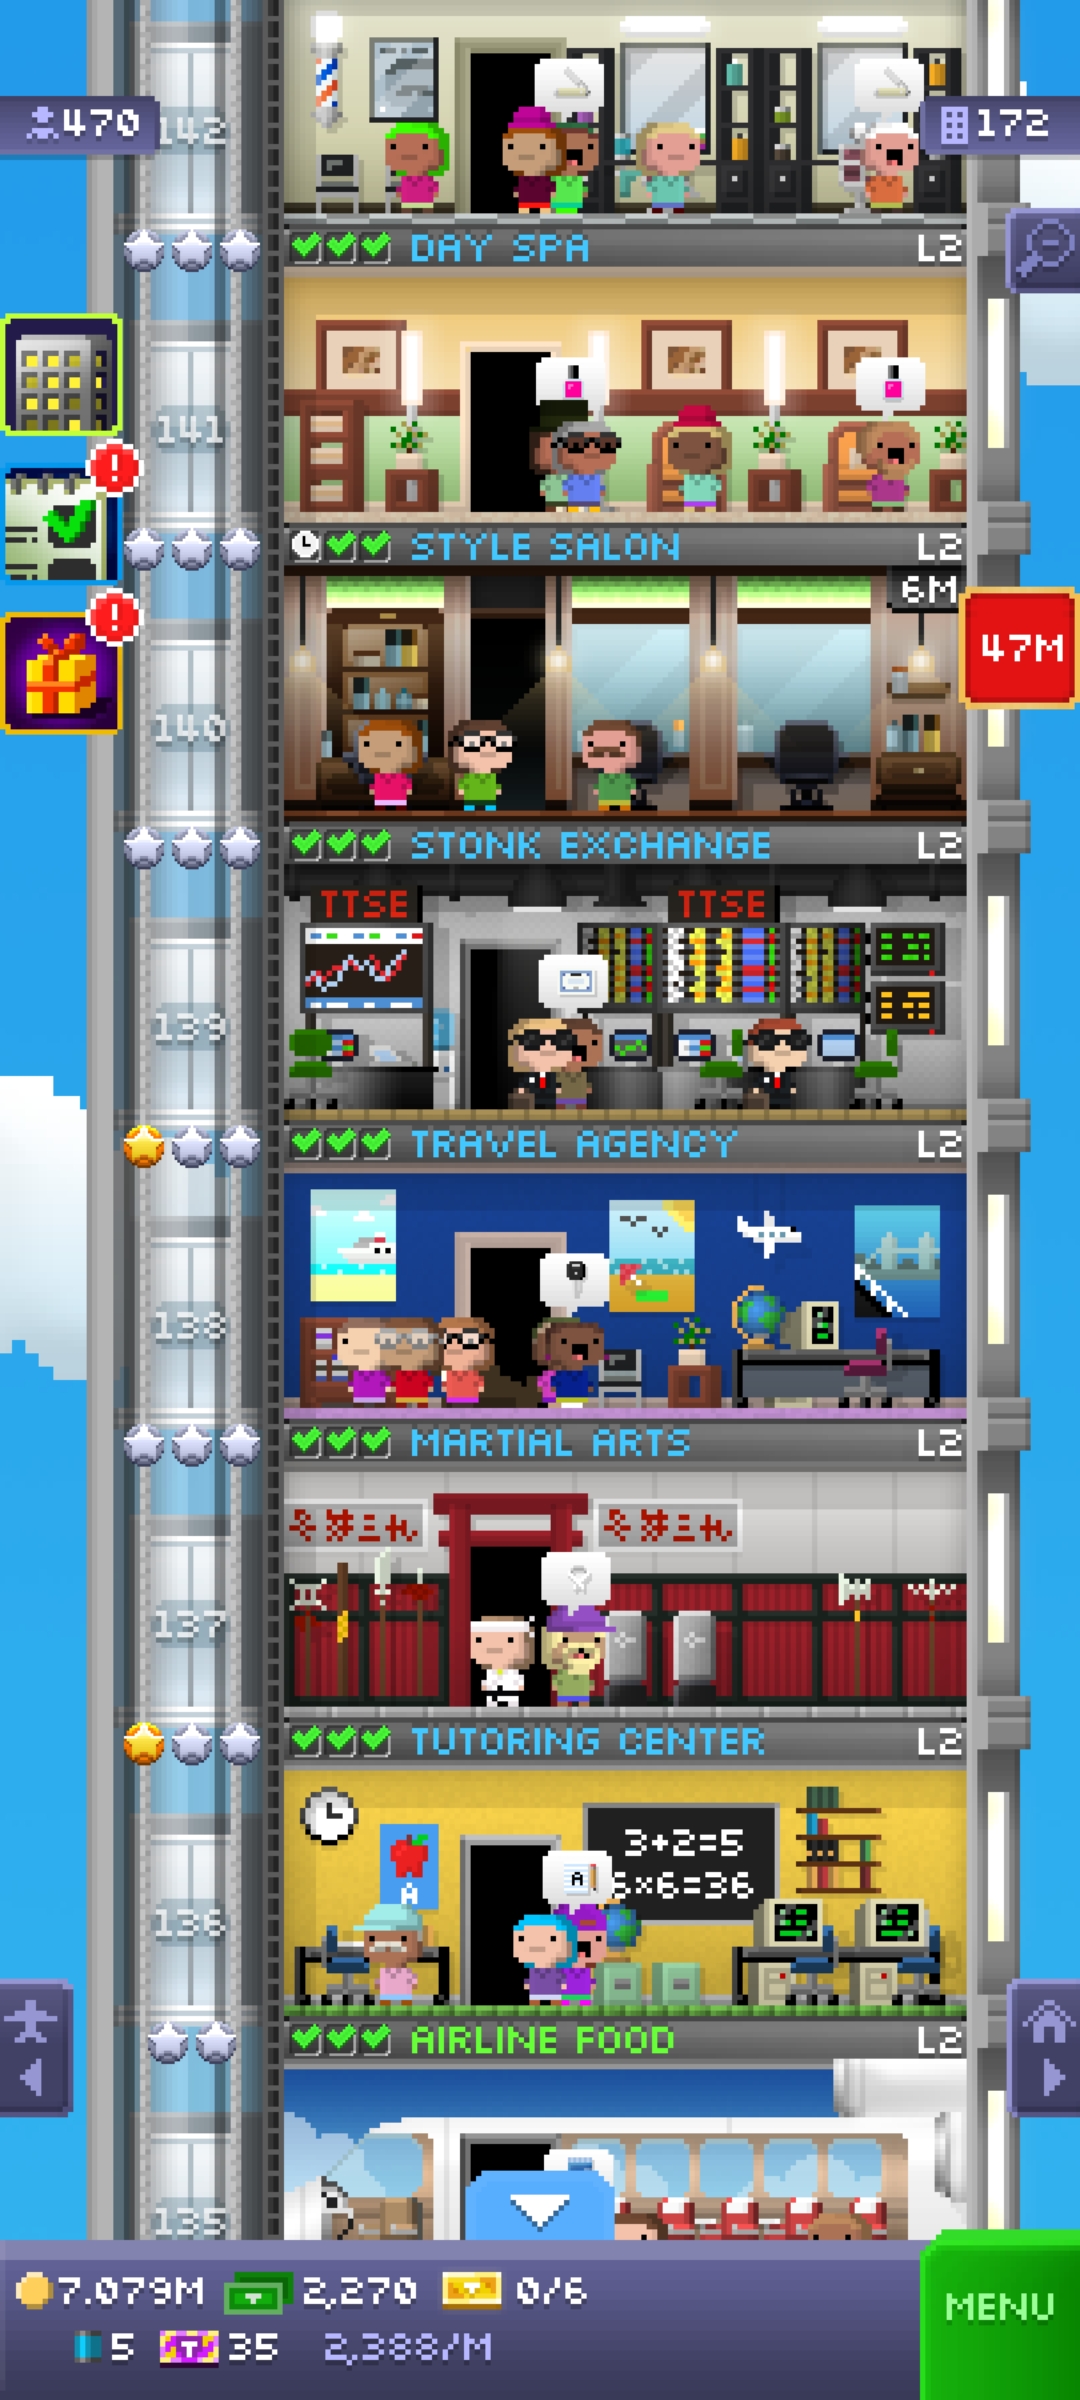 470
142
172
DAY SPA L2
141
STYLE SALON L2
6M
47M
140
STONK EXCHANGE L2
TTSE TTSE
139
TRAVEL AGENCY L2
138
MARTIAL ARTS L2
137
TUTORING CENTER L2
3+2=5
6x6=36
A
A
136
AIRLINE FOOD L2
135
7.079M 2,270 0/6
MENU
5 T 35 2,388/M